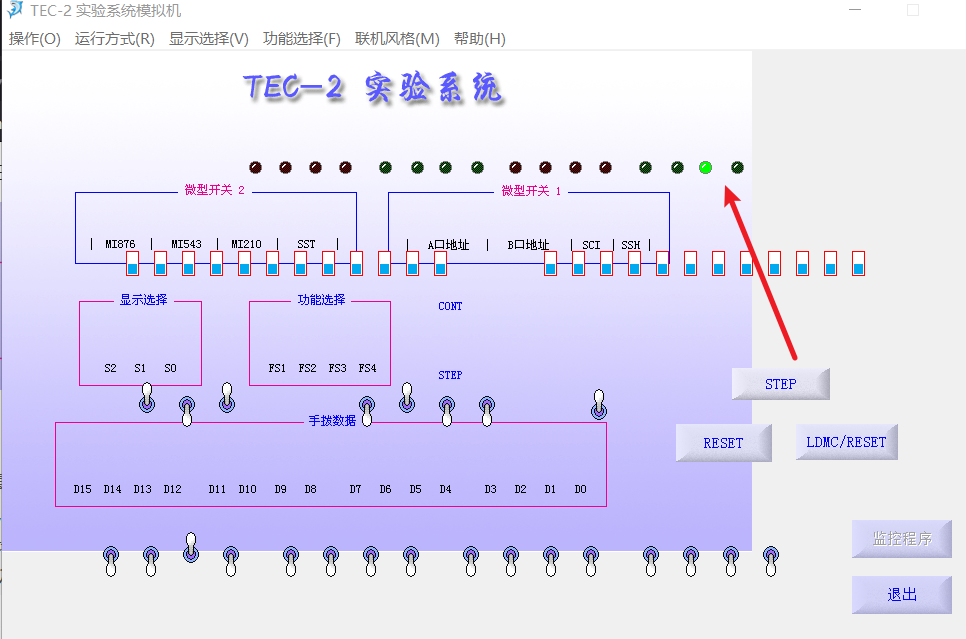 TEC-2 实验系统模拟机
操作(O) 运行方式(R) 显示选择(V) 功能选择(F) 联机风格(M) 帮助(H)
TEC-2 实验系统
微型开关 2 微型开关 1
| MI876 | MI543 | MI210 | SST | | A口地址 | B口地址 | SCI | SSH |
显示选择 功能选择 CONT
S2 S1 S0 FS1 FS2 FS3 FS4 STEP
STEP
手拨数据
RESET LDMC/RESET
D15 D14 D13 D12 D11 D10 D9 D8 D7 D6 D5 D4 D3 D2 D1 D0
监控程序
退出